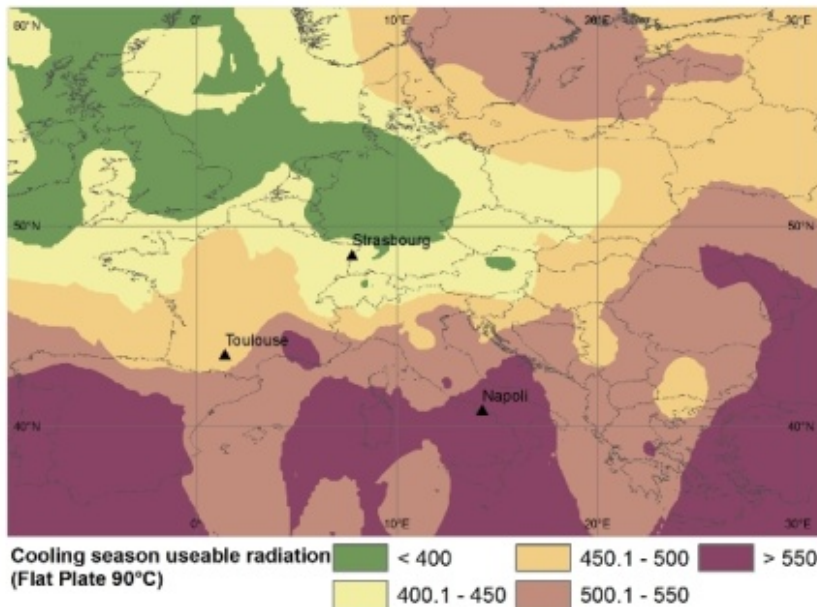 60°N 0° 10°E 20°E 30°E
50°N 50°N
Strasbourg
Toulouse
Napoli
40°N 40°N
0° 10°E 20°E 30°E
Cooling season useable radiation
(Flat Plate 90°C)
< 400
400.1 - 450
450.1 - 500
500.1 - 550
> 550